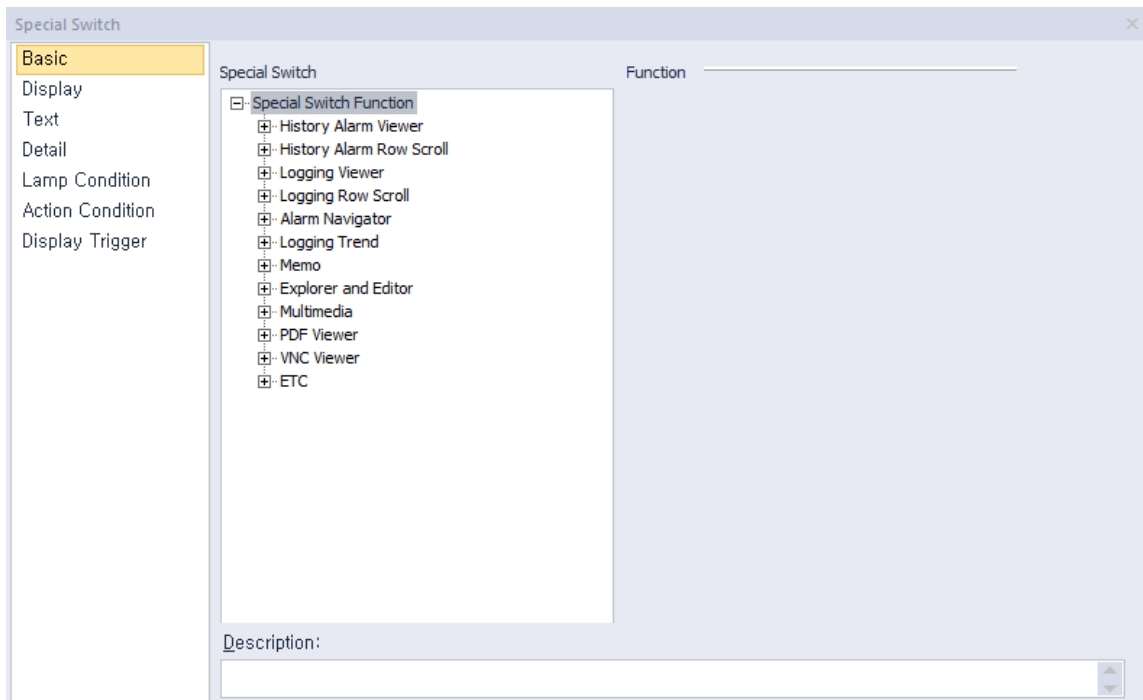 Special Switch
Basic
Display
Text
Detail
Lamp Condition
Action Condition
Display Trigger
Special Switch
Special Switch Function
History Alarm Viewer
History Alarm Row Scroll
Logging Viewer
Logging Row Scroll
Alarm Navigator
Logging Trend
Memo
Explorer and Editor
Multimedia
PDF Viewer
VNC Viewer
ETC
Function
Description: